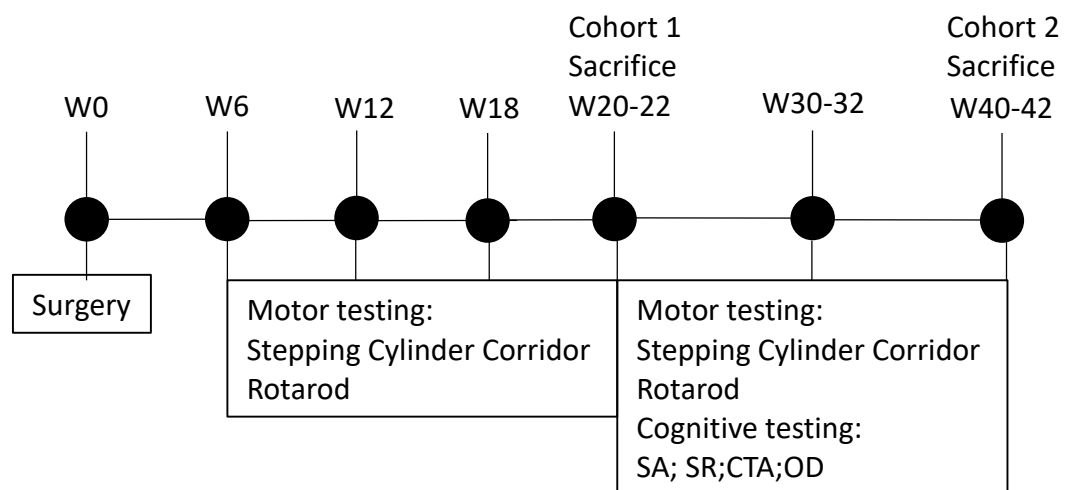 Cohort 1
Sacrifice
Cohort 2
Sacrifice
W0
W6
W12
W18
W20-22
W30-32
W40-42
Surgery
Motor testing:
Stepping Cylinder Corridor
Rotarod
Motor testing:
Stepping Cylinder Corridor
Rotarod
Cognitive testing:
SA; SR;CTA;OD